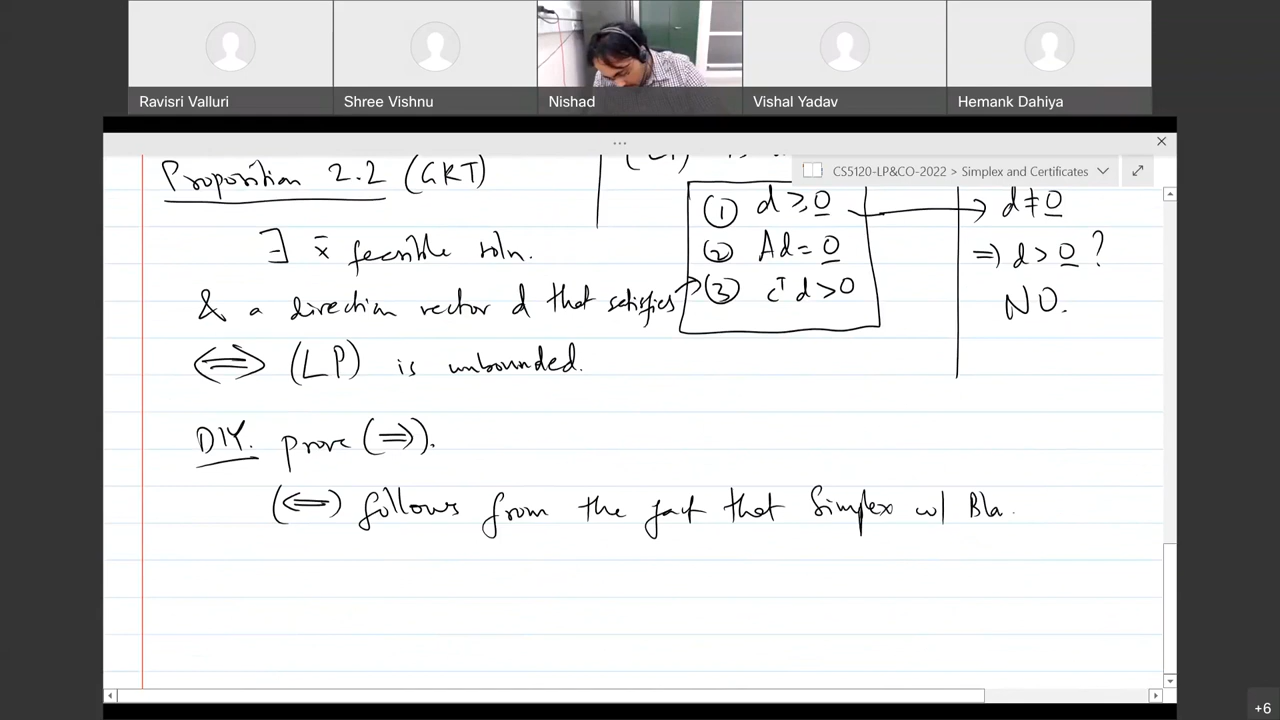 Ravisri Valluri
Shree Vishnu
Nishad
Vishal Yadav
Hemank Dahiya
CS5120-LP&CO-2022 > Simplex and Certificates
Proposition 2.2 (GKT)
∃ x̄ feasible soln.
& a direction vector d that satisfies
① d ≥ 0 → d ≠ 0
② Ad = 0
③ cᵀd > 0
⇒ d > 0 ?
NO.
⇔ (LP) is unbounded.
DIY. prove (⇒).
(⇐) follows from the fact that Simplex w/ Bla
+6